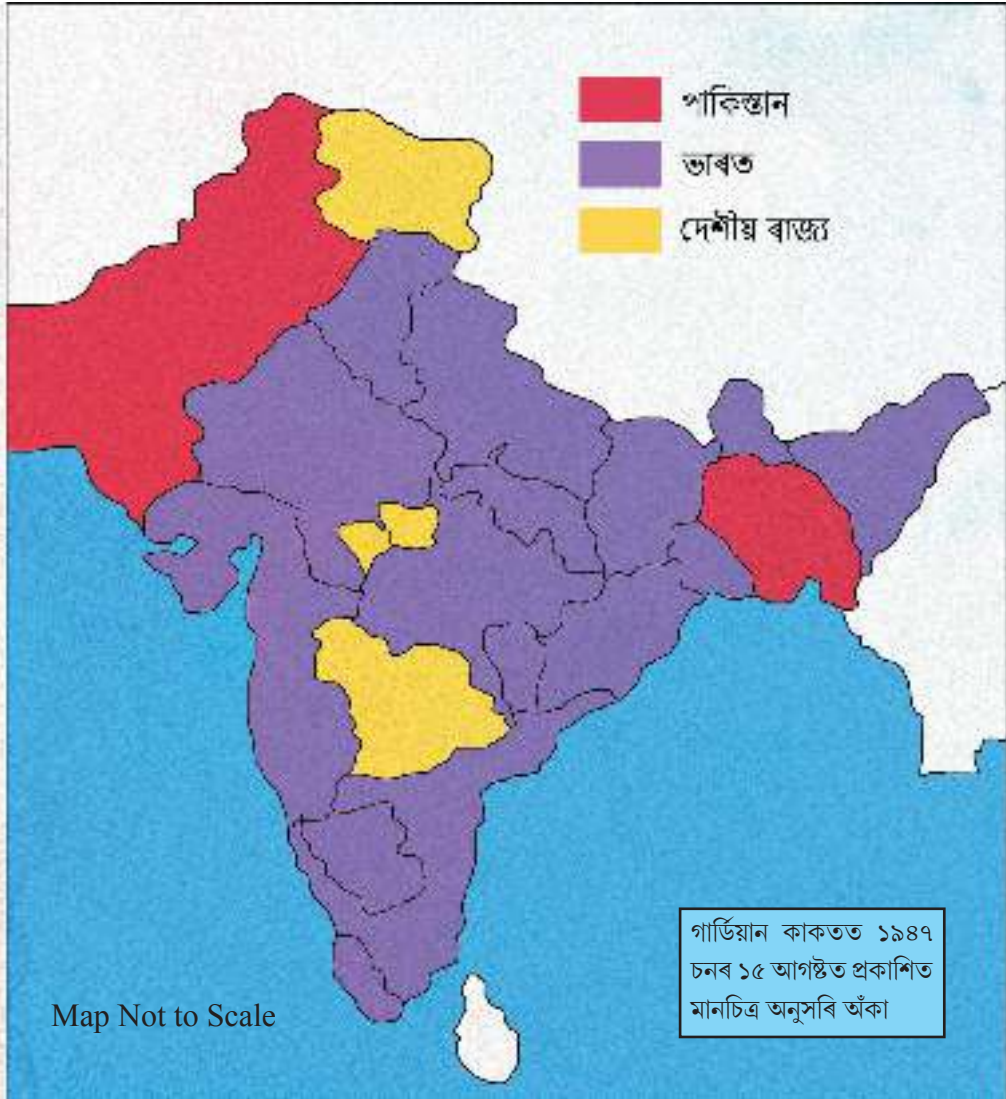 পাকিস্তান
ভাৰত
দেশীয় ৰাজ্য
গাৰ্ডিয়ান কাকতত ১৯৪৭
চনৰ ১৫ আগষ্টত প্ৰকাশিত
মানচিত্ৰ অনুসৰি অঁকা
Map Not to Scale